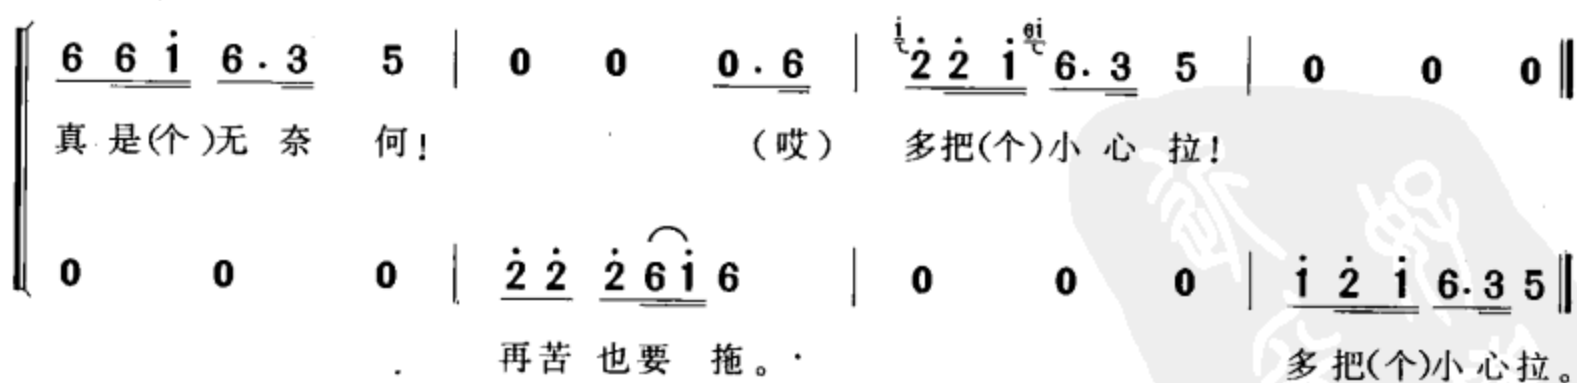 6 6 i 6 . 3 5 | 0 0 0 . 6 | 2 2 i 6 . 3 5 | 0 0 0
真是(个)无奈何! (哎) 多把(个)小心拉!
0 0 0 | 2 2 2 6 i 6 | 0 0 0 | i 2 i 6 . 3 5
再苦也要拖。 多把(个)小心拉。